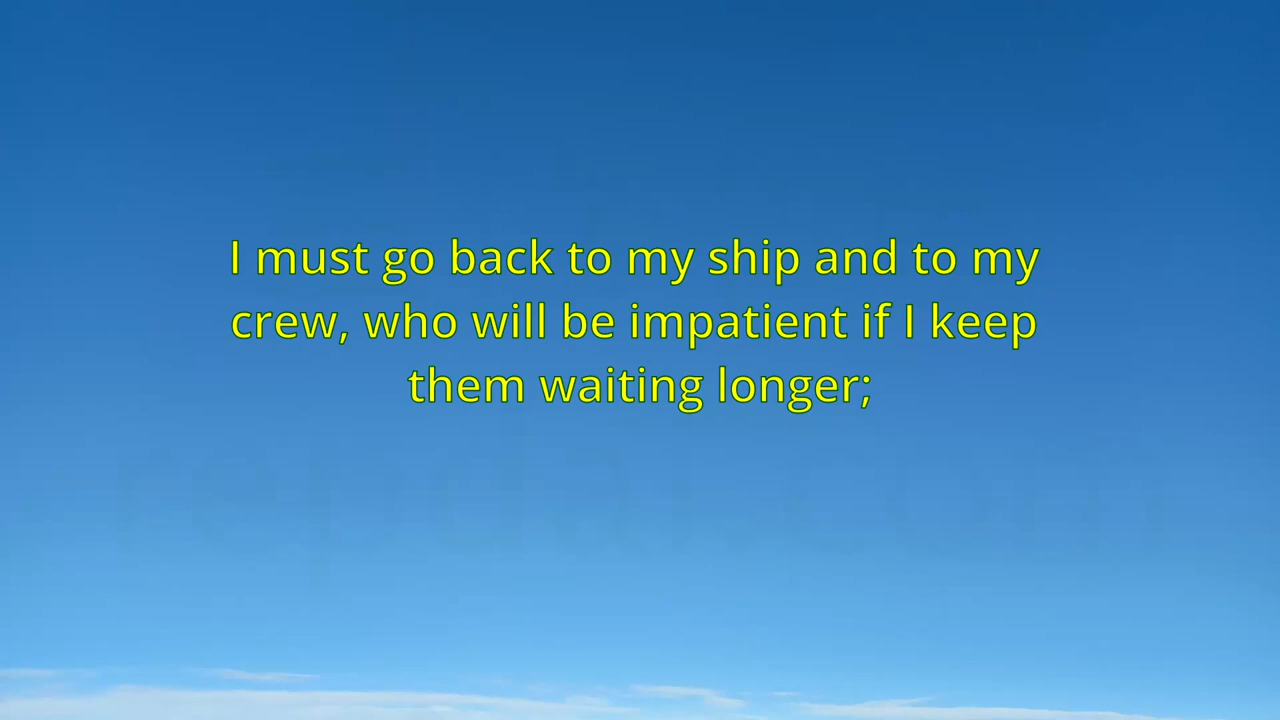 I must go back to my ship and to my
crew, who will be impatient if I keep
them waiting longer;